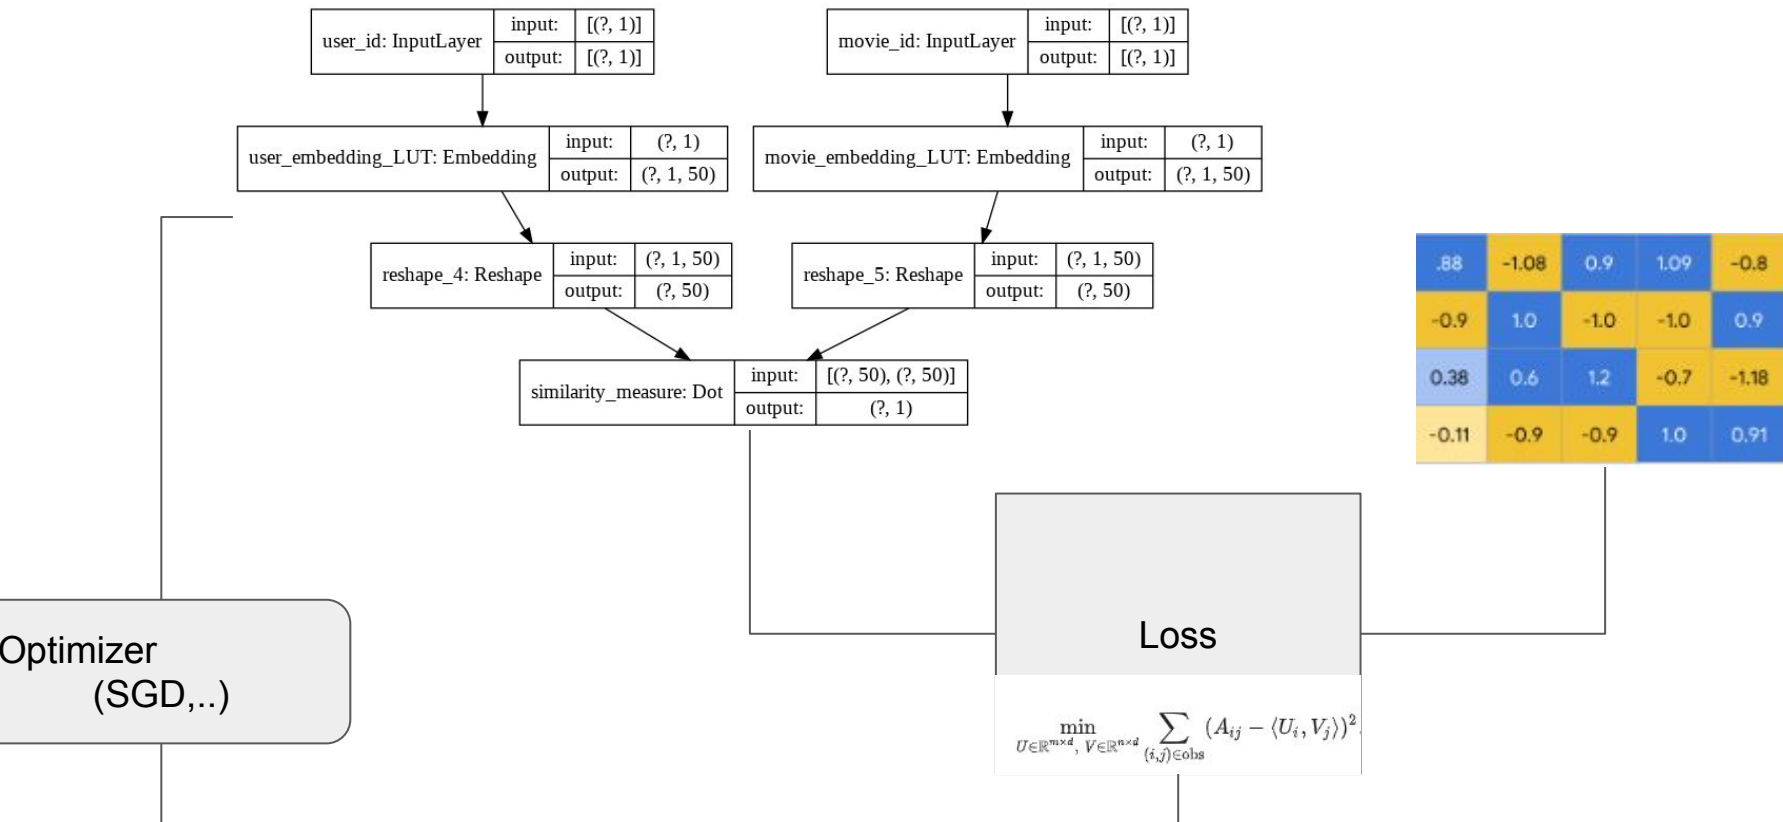 user_id: InputLayer input: [(?, 1)] output: [(?, 1)]
movie_id: InputLayer input: [(?, 1)] output: [(?, 1)]
user_embedding_LUT: Embedding input: (?, 1) output: (?, 1, 50)
movie_embedding_LUT: Embedding input: (?, 1) output: (?, 1, 50)
reshape_4: Reshape input: (?, 1, 50) output: (?, 50)
reshape_5: Reshape input: (?, 1, 50) output: (?, 50)
similarity_measure: Dot input: [(?, 50), (?, 50)] output: (?, 1)
.88 -1.08 0.9 1.09 -0.8
-0.9 1.0 -1.0 -1.0 0.9
0.38 0.6 1.2 -0.7 -1.18
-0.11 -0.9 -0.9 1.0 0.91
Optimizer
(SGD,..)
Loss
min U∈ℝ^{m×d}, V∈ℝ^{n×d} ∑ (i,j)∈obs (A_{ij} − ⟨U_i, V_j⟩)^2.